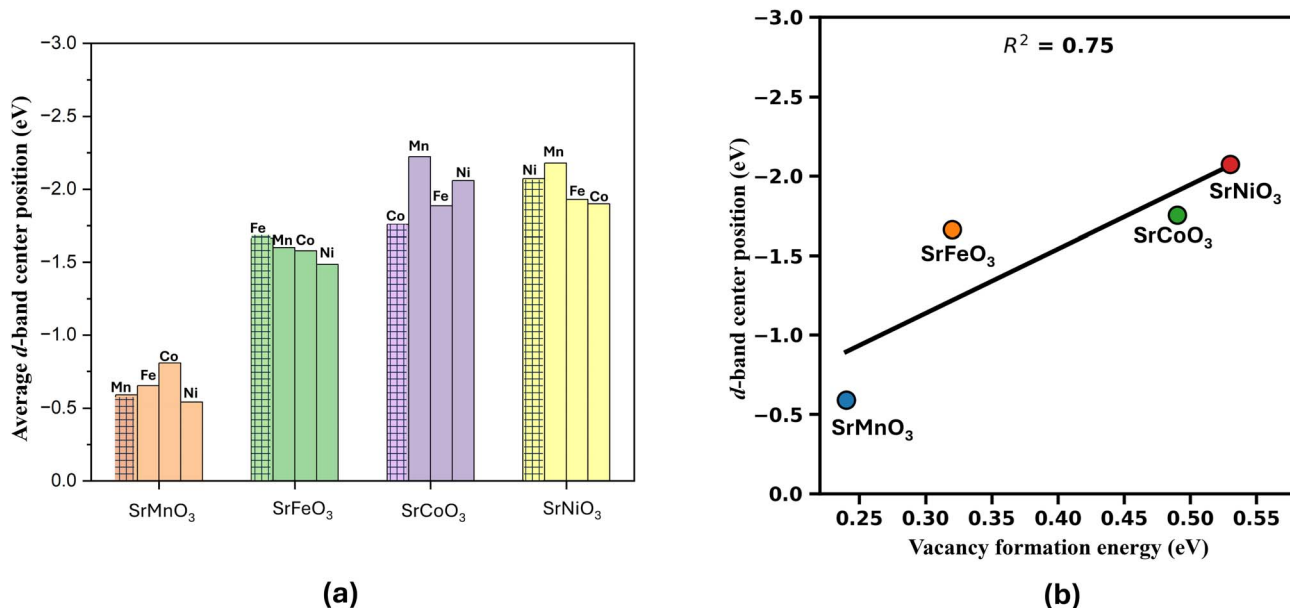 Average d-band center position (eV)
−3.0
−2.5
−2.0
−1.5
−1.0
−0.5
0.0
Mn
Fe
Co
Ni
Fe
Mn
Co
Ni
Co
Mn
Fe
Ni
Ni
Mn
Fe
Co
SrMnO₃
SrFeO₃
SrCoO₃
SrNiO₃
(a)
d-band center position (eV)
−3.0
−2.5
−2.0
−1.5
−1.0
−0.5
0.0
R² = 0.75
SrNiO₃
SrCoO₃
SrFeO₃
SrMnO₃
0.25 0.30 0.35 0.40 0.45 0.50 0.55
Vacancy formation energy (eV)
(b)